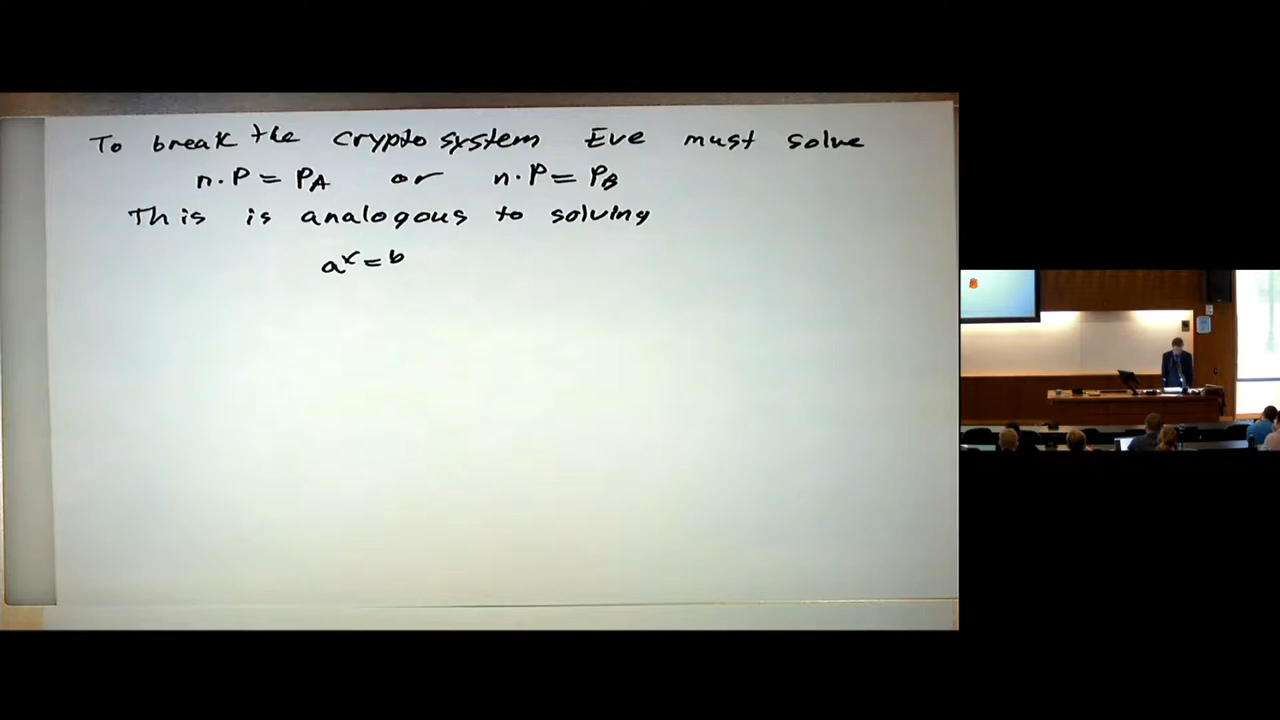 To break the crypto system Eve must solve
n·P = P_A or n·P = P_B
This is analogous to solving
a^x = b